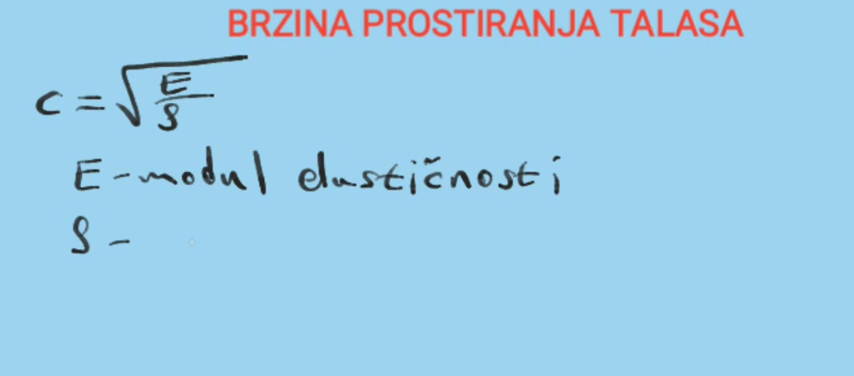 BRZINA PROSTIRANJA TALASA
c = √(E/ρ)
E - modul elastičnosti
ρ -